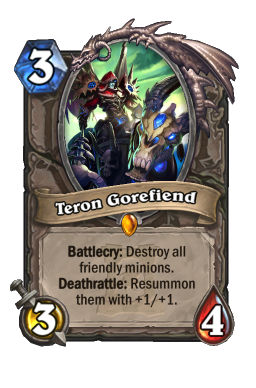 3
Teron Gorefiend
Battlecry: Destroy all
friendly minions.
Deathrattle: Resummon
them with +1/+1.
3
4